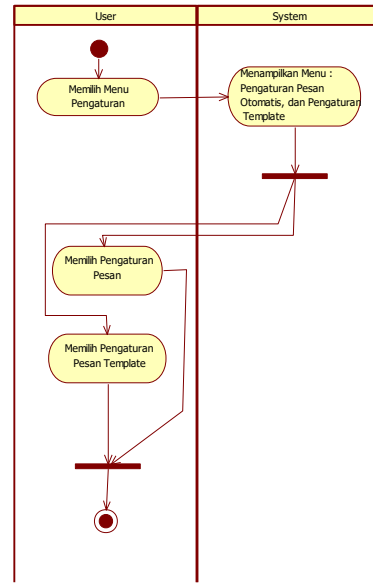 User
System
Memilih Menu
Pengaturan
Menampilkan Menu :
Pengaturan Pesan
Otomatis, dan Pengaturan
Template
Memilih Pengaturan
Pesan
Memilih Pengaturan
Pesan Template